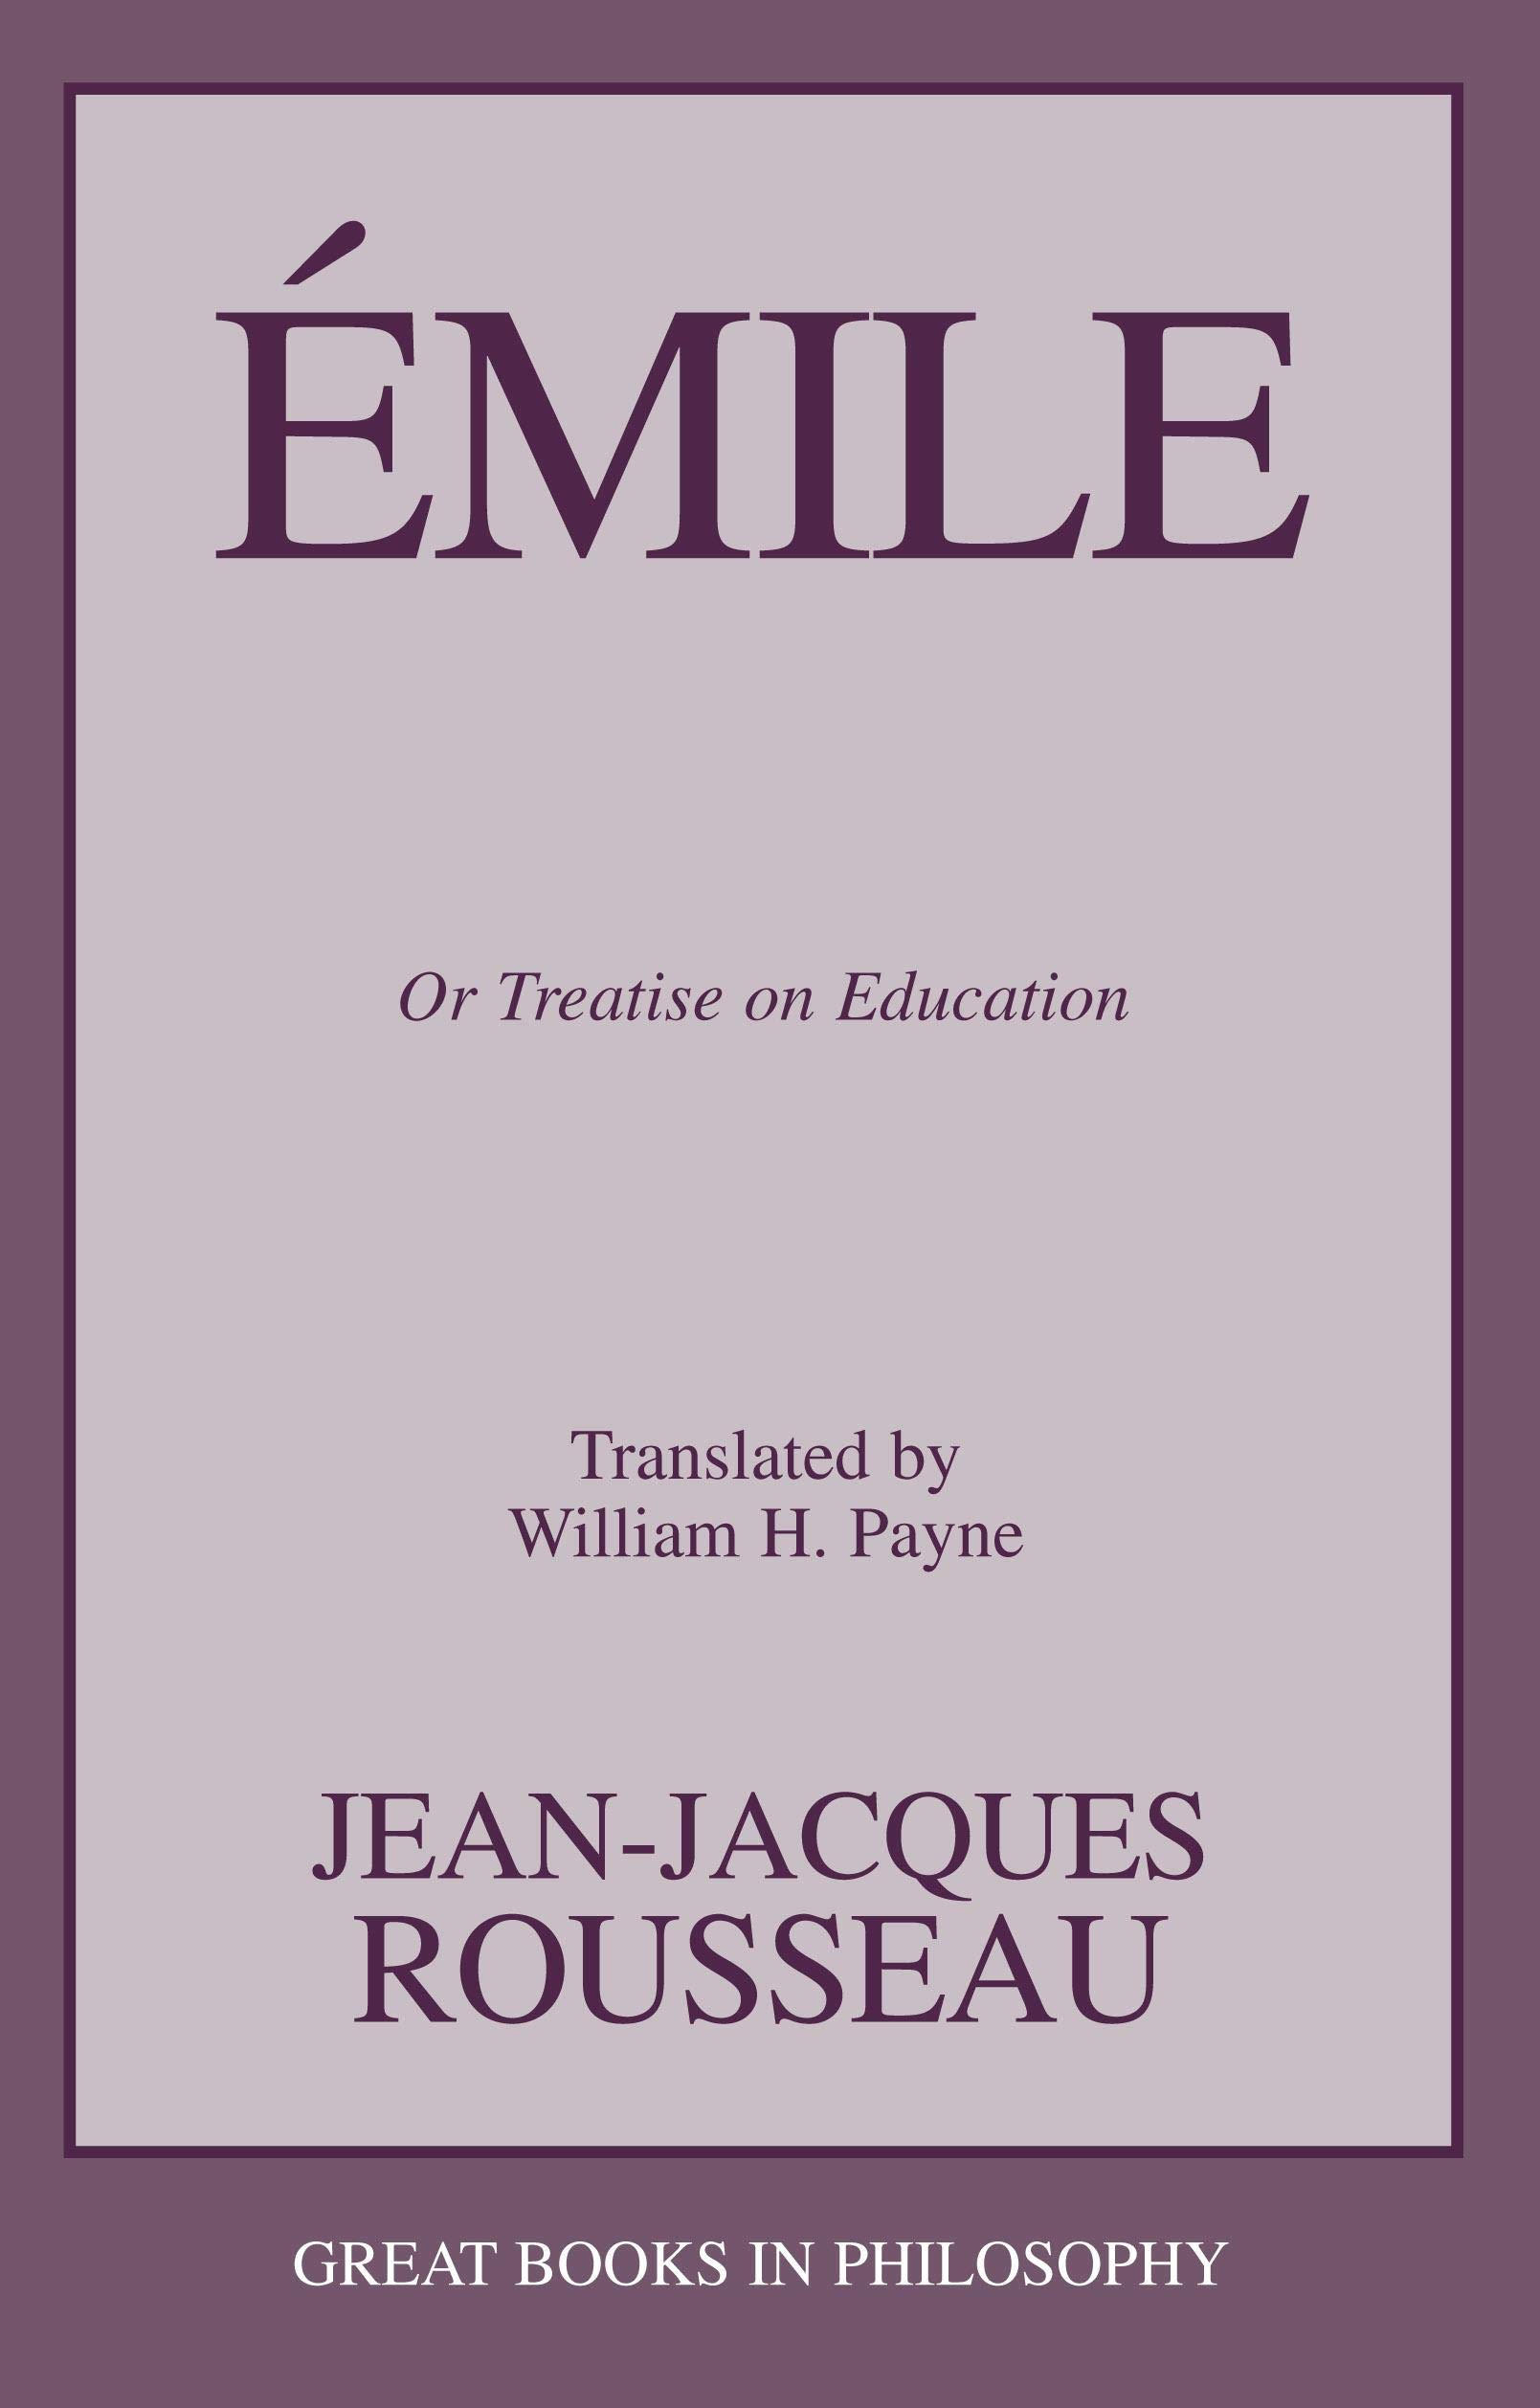 ÉMILE
Or Treatise on Education
Translated by
William H. Payne
JEAN-JACQUES
ROUSSEAU
GREAT BOOKS IN PHILOSOPHY